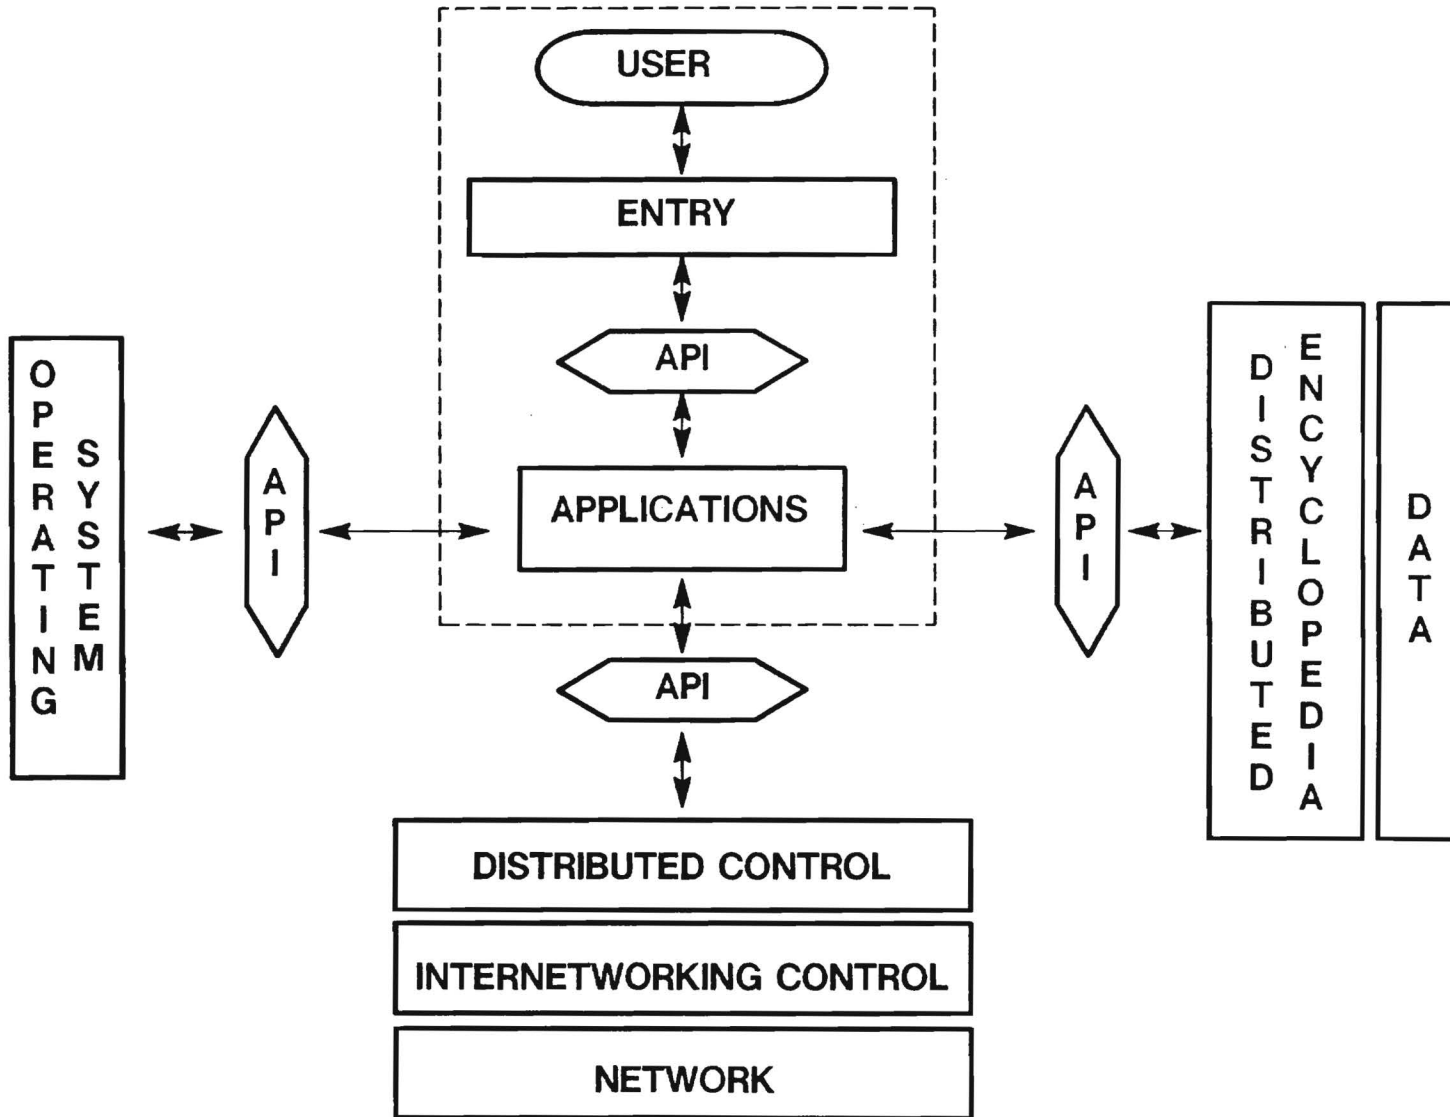 USER
ENTRY
API
OPERATING
SYSTEM
API
APPLICATIONS
API
DISTRIBUTED
ENCYCLOPEDIA
DATA
API
DISTRIBUTED CONTROL
INTERNETWORKING CONTROL
NETWORK